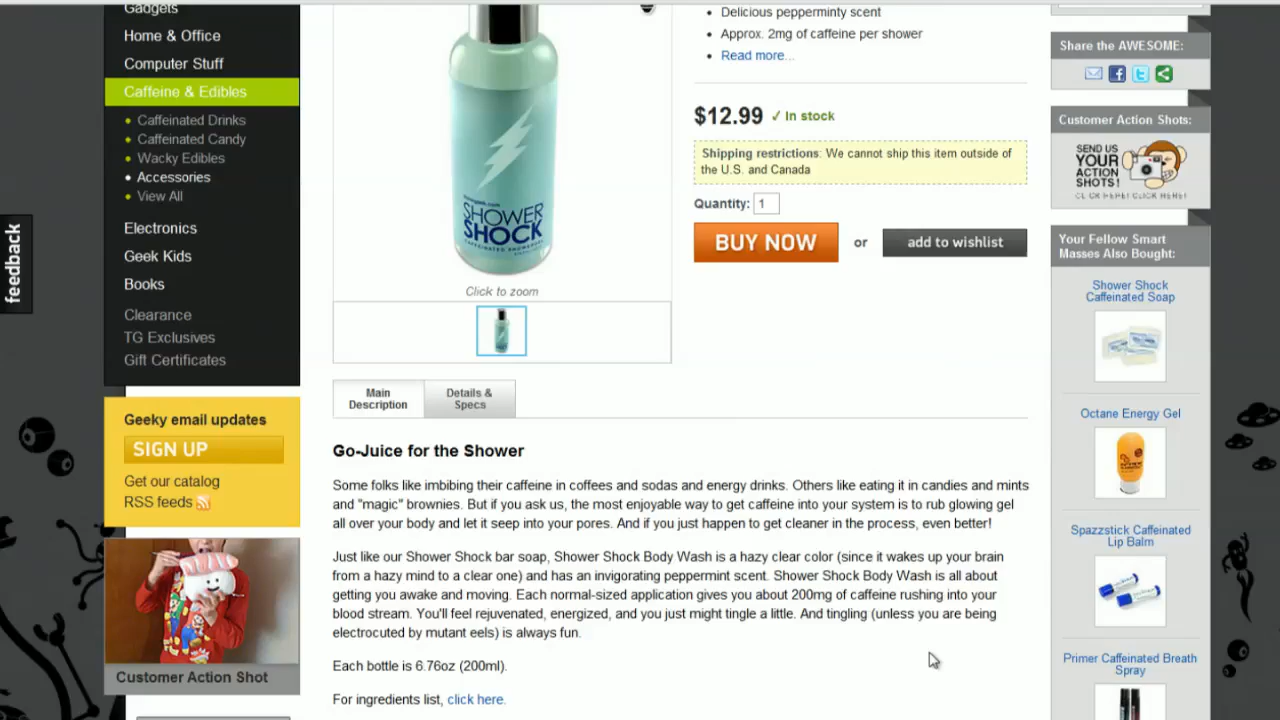 Gadgets
Home & Office
Computer Stuff
Caffeine & Edibles
Caffeinated Drinks
Caffeinated Candy
Wacky Edibles
Accessories
View All
Electronics
Geek Kids
Books
Clearance
TG Exclusives
Gift Certificates
feedback
Geeky email updates
SIGN UP
Get our catalog
RSS feeds
Customer Action Shot
SHOWER
SHOCK
Click to zoom
Delicious pepperminty scent
Approx. 2mg of caffeine per shower
Read more...
$12.99 ✓ In stock
Shipping restrictions: We cannot ship this item outside of
the U.S. and Canada
Quantity: 1
BUY NOW or add to wishlist
Main
Description
Details &
Specs
Go-Juice for the Shower
Some folks like imbibing their caffeine in coffees and sodas and energy drinks. Others like eating it in candies and mints
and "magic" brownies. But if you ask us, the most enjoyable way to get caffeine into your system is to rub glowing gel
all over your body and let it seep into your pores. And if you just happen to get cleaner in the process, even better!
Just like our Shower Shock bar soap, Shower Shock Body Wash is a hazy clear color (since it wakes up your brain
from a hazy mind to a clear one) and has an invigorating peppermint scent. Shower Shock Body Wash is all about
getting you awake and moving. Each normal-sized application gives you about 200mg of caffeine rushing into your
blood stream. You'll feel rejuvenated, energized, and you just might tingle a little. And tingling (unless you are being
electrocuted by mutant eels) is always fun.
Each bottle is 6.76oz (200ml).
For ingredients list, click here.
Share the AWESOME:
Customer Action Shots:
SEND US
YOUR
ACTION
SHOTS!
CLICK HERE! CLICK HERE!
Your Fellow Smart
Masses Also Bought:
Shower Shock
Caffeinated Soap
Octane Energy Gel
Spazzstick Caffeinated
Lip Balm
Primer Caffeinated Breath
Spray